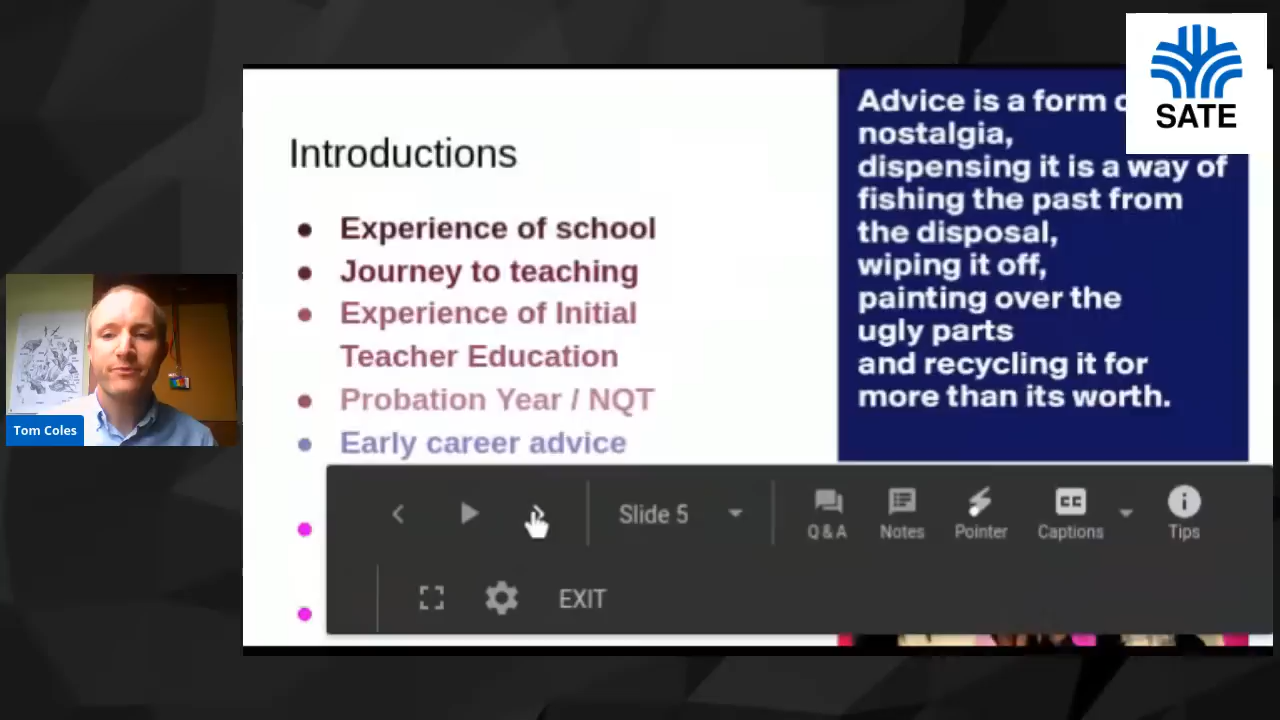 SATE
Introductions
Experience of school
Journey to teaching
Experience of Initial
Teacher Education
Probation Year / NQT
Early career advice
Advice is a form
nostalgia,
dispensing it is a way of
fishing the past from
the disposal,
wiping it off,
painting over the
ugly parts
and recycling it for
more than its worth.
Tom Coles
Slide 5
Q & A
Notes
Pointer
CC
Captions
Tips
EXIT